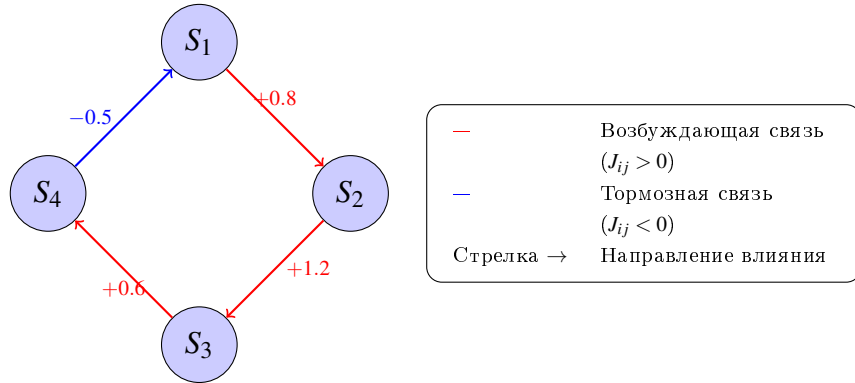 S₁
+0.8
−0.5
S₄
S₂
+1.2
+0.6
S₃
— Возбуждающая связь
(Jᵢⱼ > 0)
— Тормозная связь
(Jᵢⱼ < 0)
Стрелка → Направление влияния